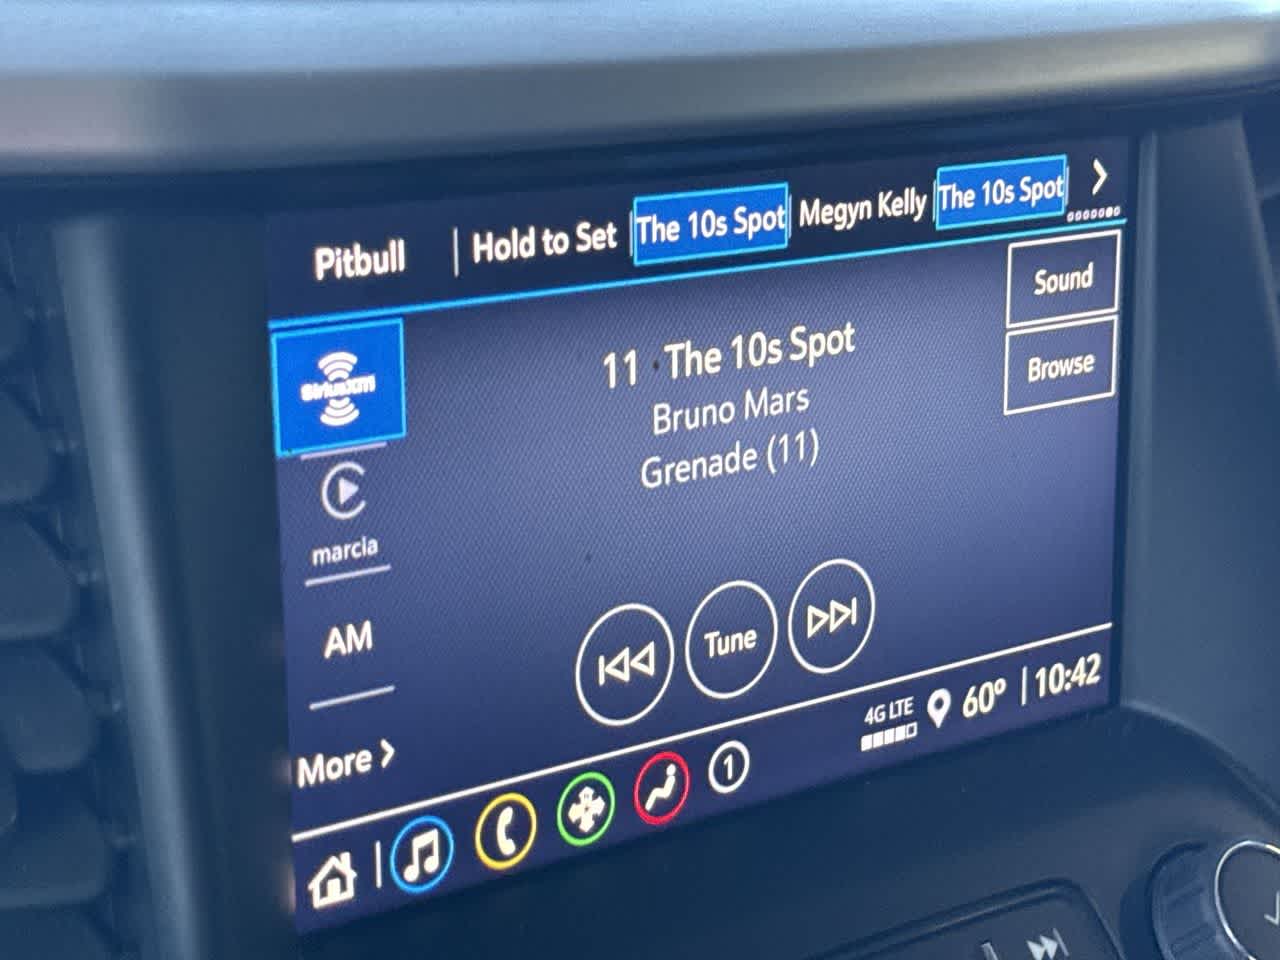 Pitbull | Hold to Set The 10s Spot Megyn Kelly The 10s Spot
Sound
Browse
SiriusXM
11 · The 10s Spot
Bruno Mars
Grenade (11)
marcia
AM
Tune
More
4G LTE 60° | 10:42
1